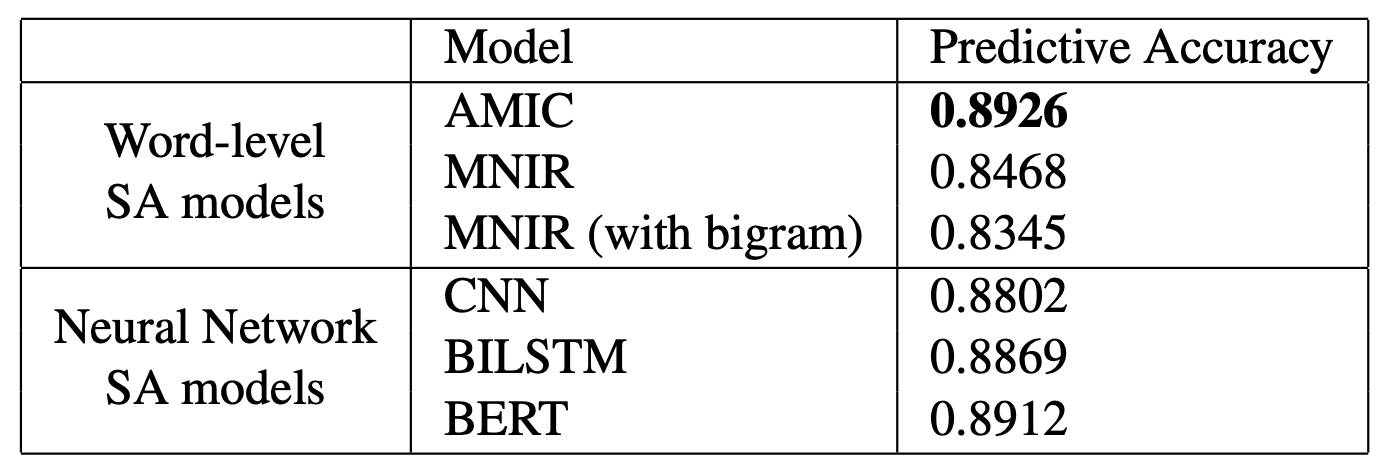 Model Predictive Accuracy
Word-level
SA models
AMIC 0.8926
MNIR 0.8468
MNIR (with bigram) 0.8345
Neural Network
SA models
CNN 0.8802
BILSTM 0.8869
BERT 0.8912